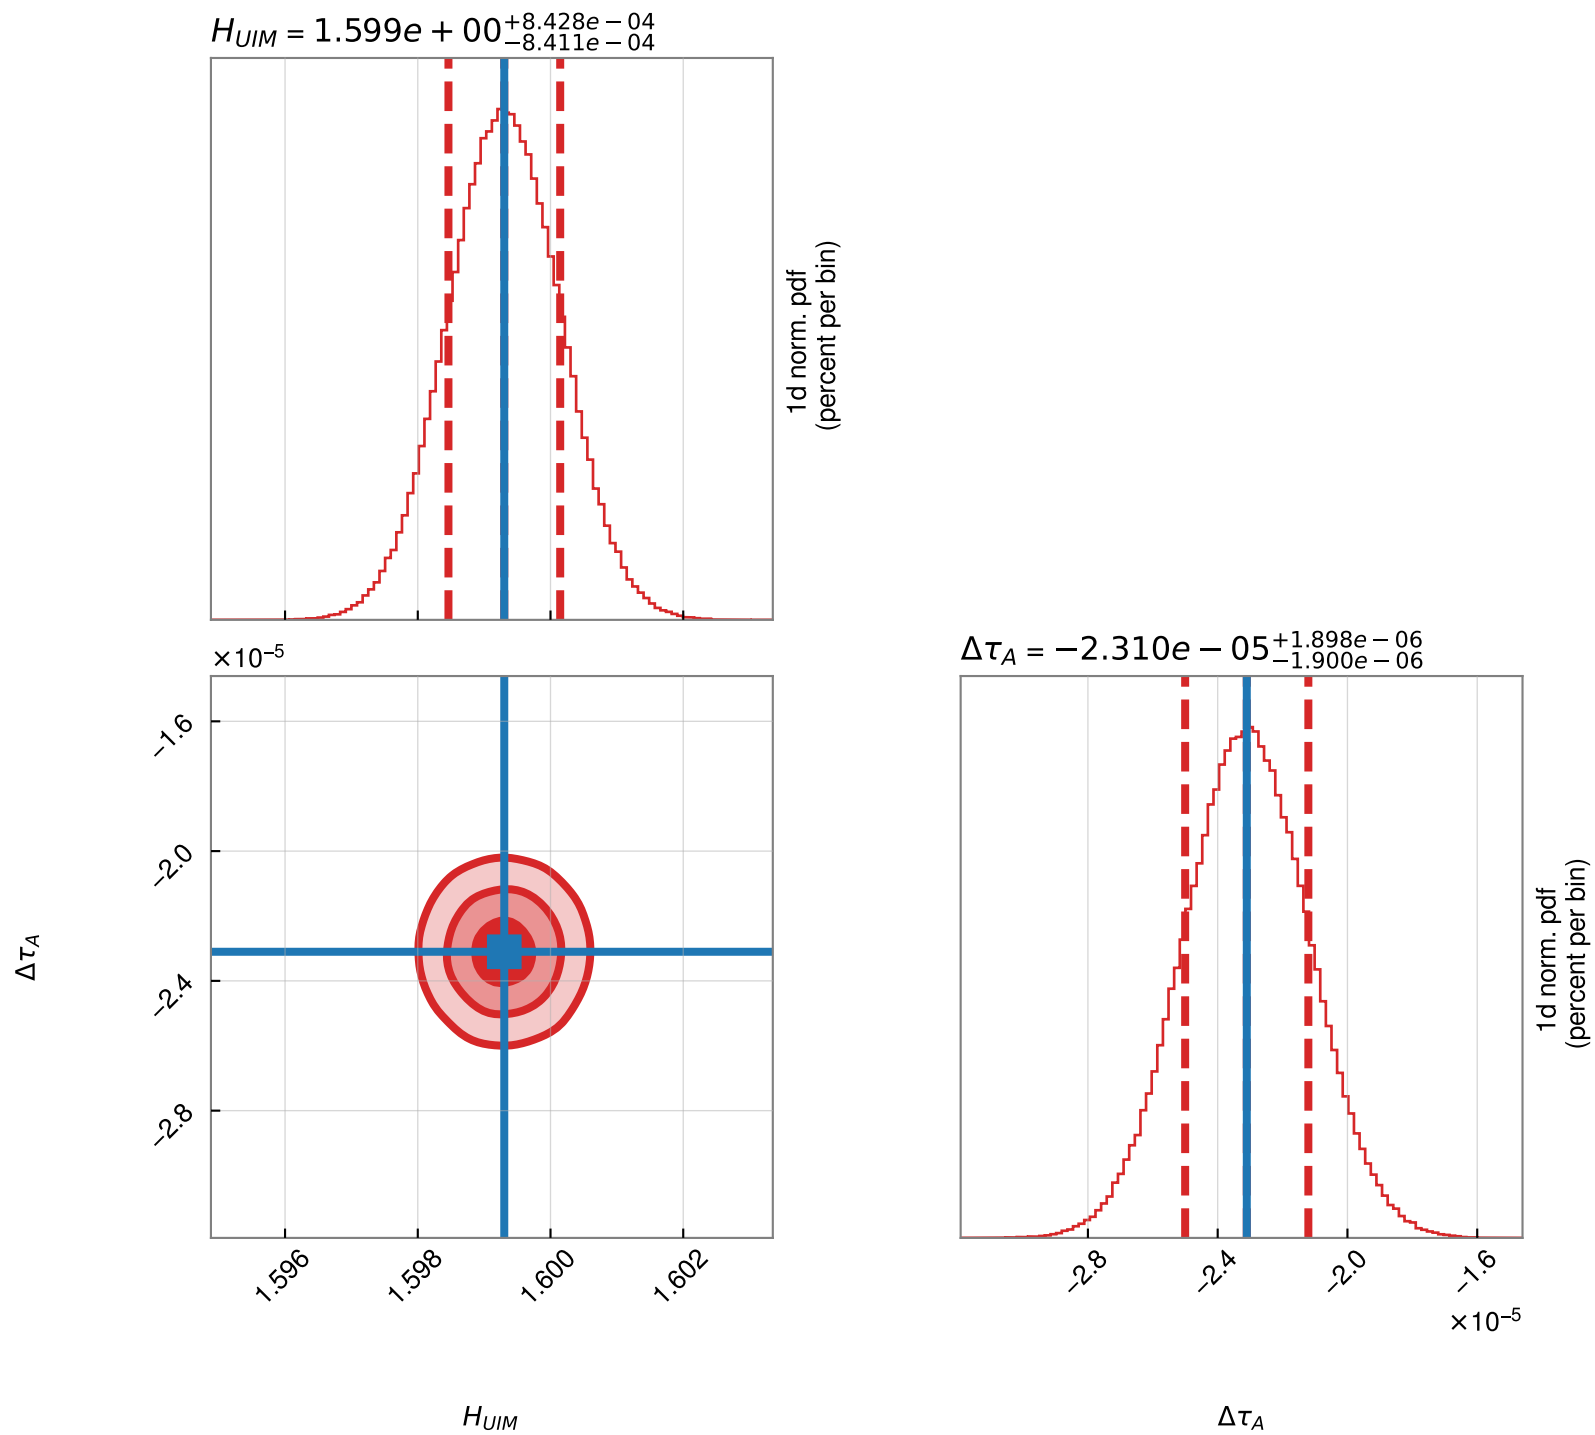 H_UIM = 1.599e + 00 +8.428e − 04 −8.411e − 04
1d norm. pdf
(percent per bin)
×10⁻⁵
−1.6
−2.0
−2.4
−2.8
Δτ_A
1.596
1.598
1.600
1.602
H_UIM
Δτ_A = −2.310e − 05 +1.898e − 06 −1.900e − 06
1d norm. pdf
(percent per bin)
−2.8
−2.4
−2.0
−1.6
×10⁻⁵
Δτ_A